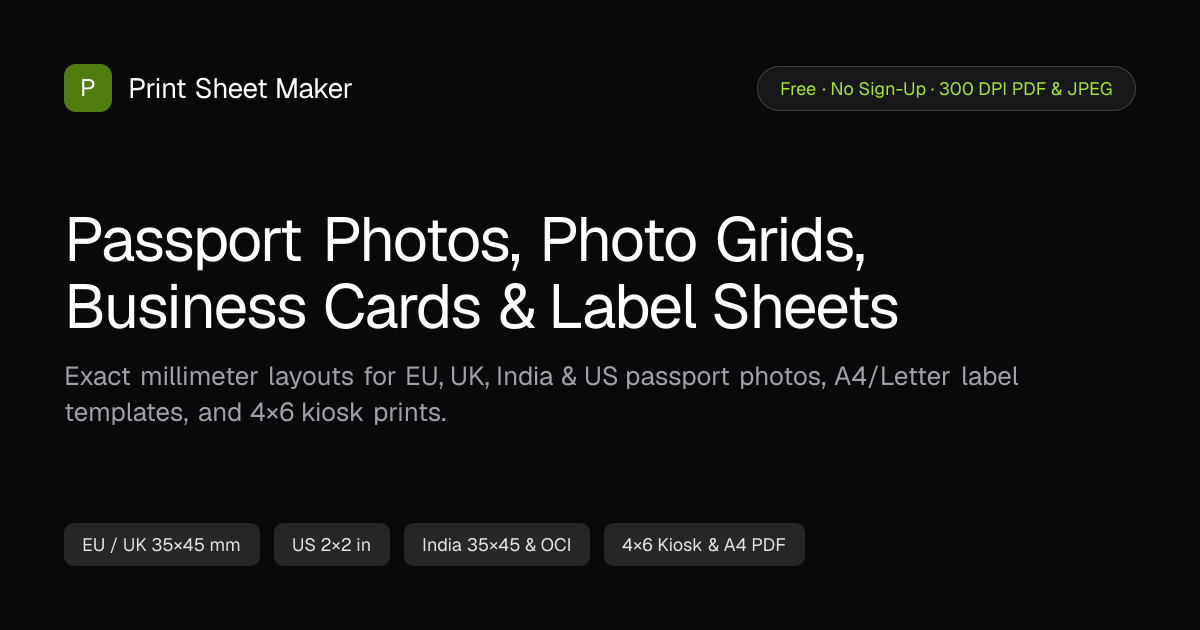 P
Print Sheet Maker
Free · No Sign-Up · 300 DPI PDF & JPEG
Passport Photos, Photo Grids,
Business Cards & Label Sheets
Exact millimeter layouts for EU, UK, India & US passport photos, A4/Letter label
templates, and 4×6 kiosk prints.
EU / UK 35×45 mm
US 2×2 in
India 35×45 & OCI
4×6 Kiosk & A4 PDF